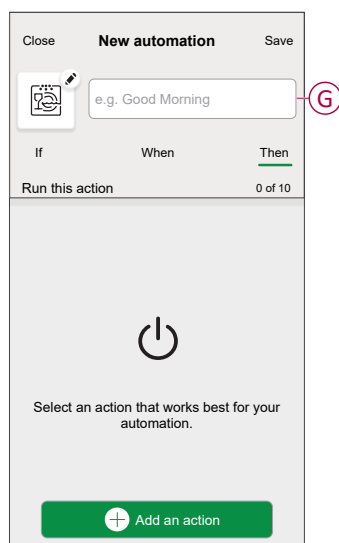 Close New automation Save
e.g. Good Morning
G
If When Then
Run this action 0 of 10
Select an action that works best for your
automation.
Add an action